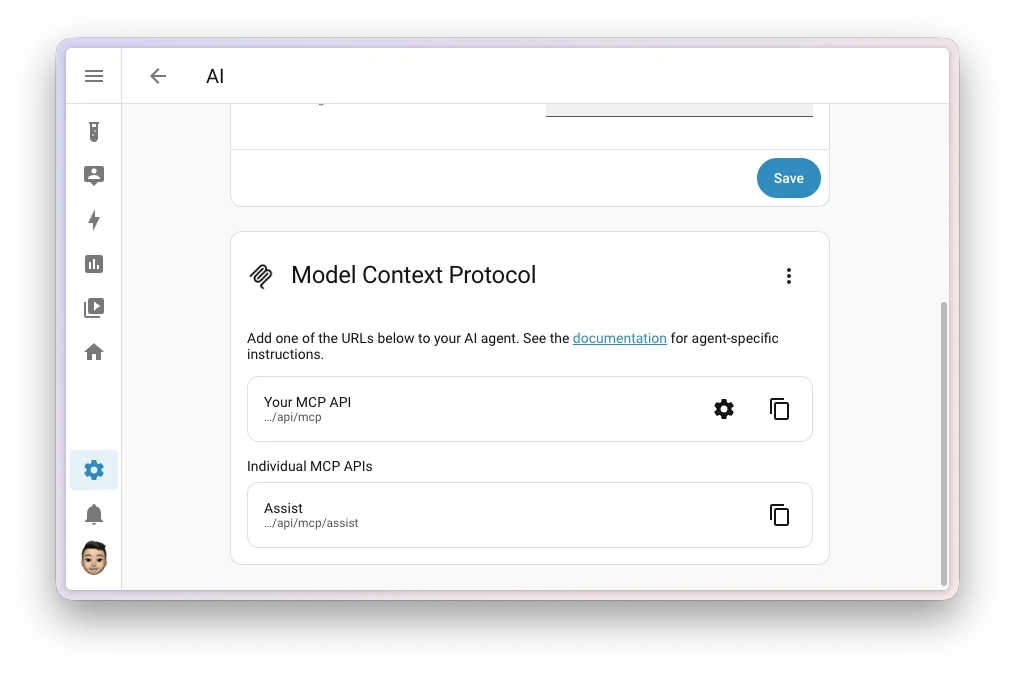 AI
Save
Model Context Protocol
Add one of the URLs below to your AI agent. See the documentation for agent-specific
instructions.
Your MCP API
…/api/mcp
Individual MCP APIs
Assist
…/api/mcp/assist